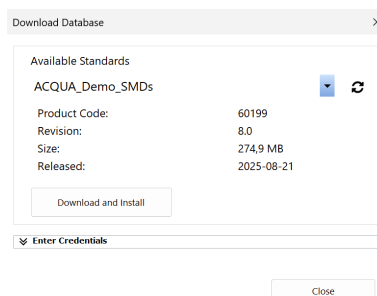 Download Database
Available Standards
ACQUA_Demo_SMDs
Product Code: 60199
Revision: 8.0
Size: 274,9 MB
Released: 2025-08-21
Download and Install
Enter Credentials
Close